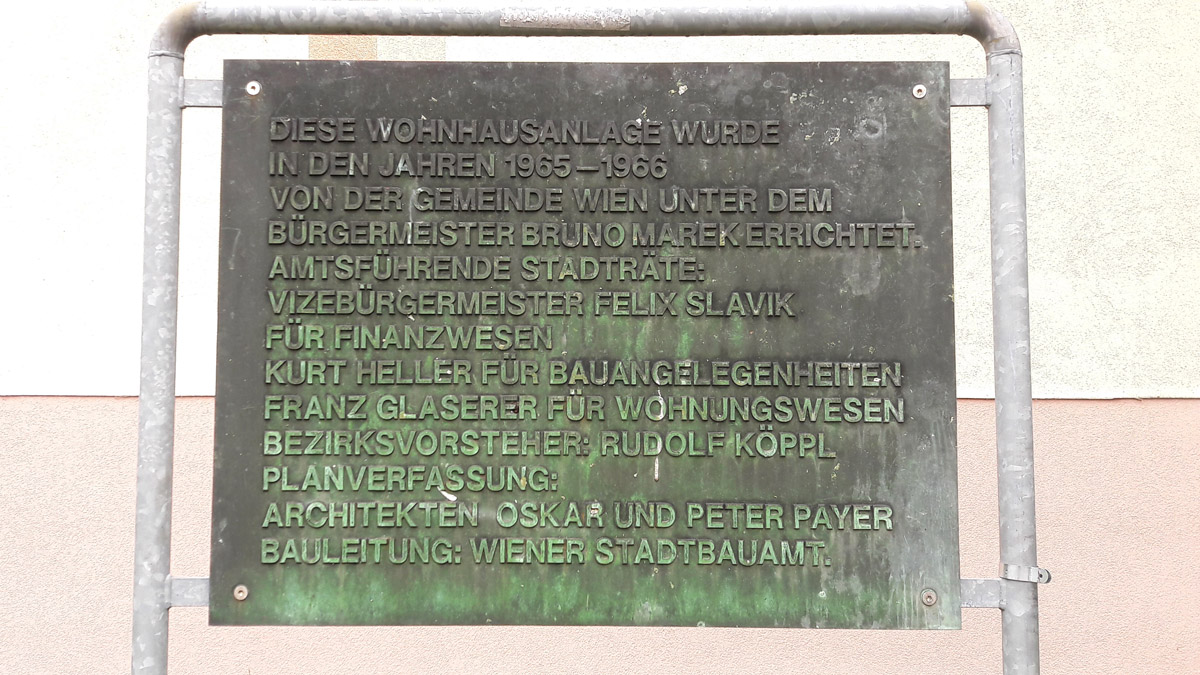 DIESE WOHNHAUSANLAGE WURDE
IN DEN JAHREN 1965–1966
VON DER GEMEINDE WIEN UNTER DEM
BÜRGERMEISTER BRUNO MAREK ERRICHTET.
AMTSFÜHRENDE STADTRÄTE:
VIZEBÜRGERMEISTER FELIX SLAVIK
FÜR FINANZWESEN
KURT HELLER FÜR BAUANGELEGENHEITEN
FRANZ GLASERER FÜR WOHNUNGSWESEN
BEZIRKSVORSTEHER: RUDOLF KÖPPL
PLANVERFASSUNG:
ARCHITEKTEN OSKAR UND PETER PAYER
BAULEITUNG: WIENER STADTBAUAMT.